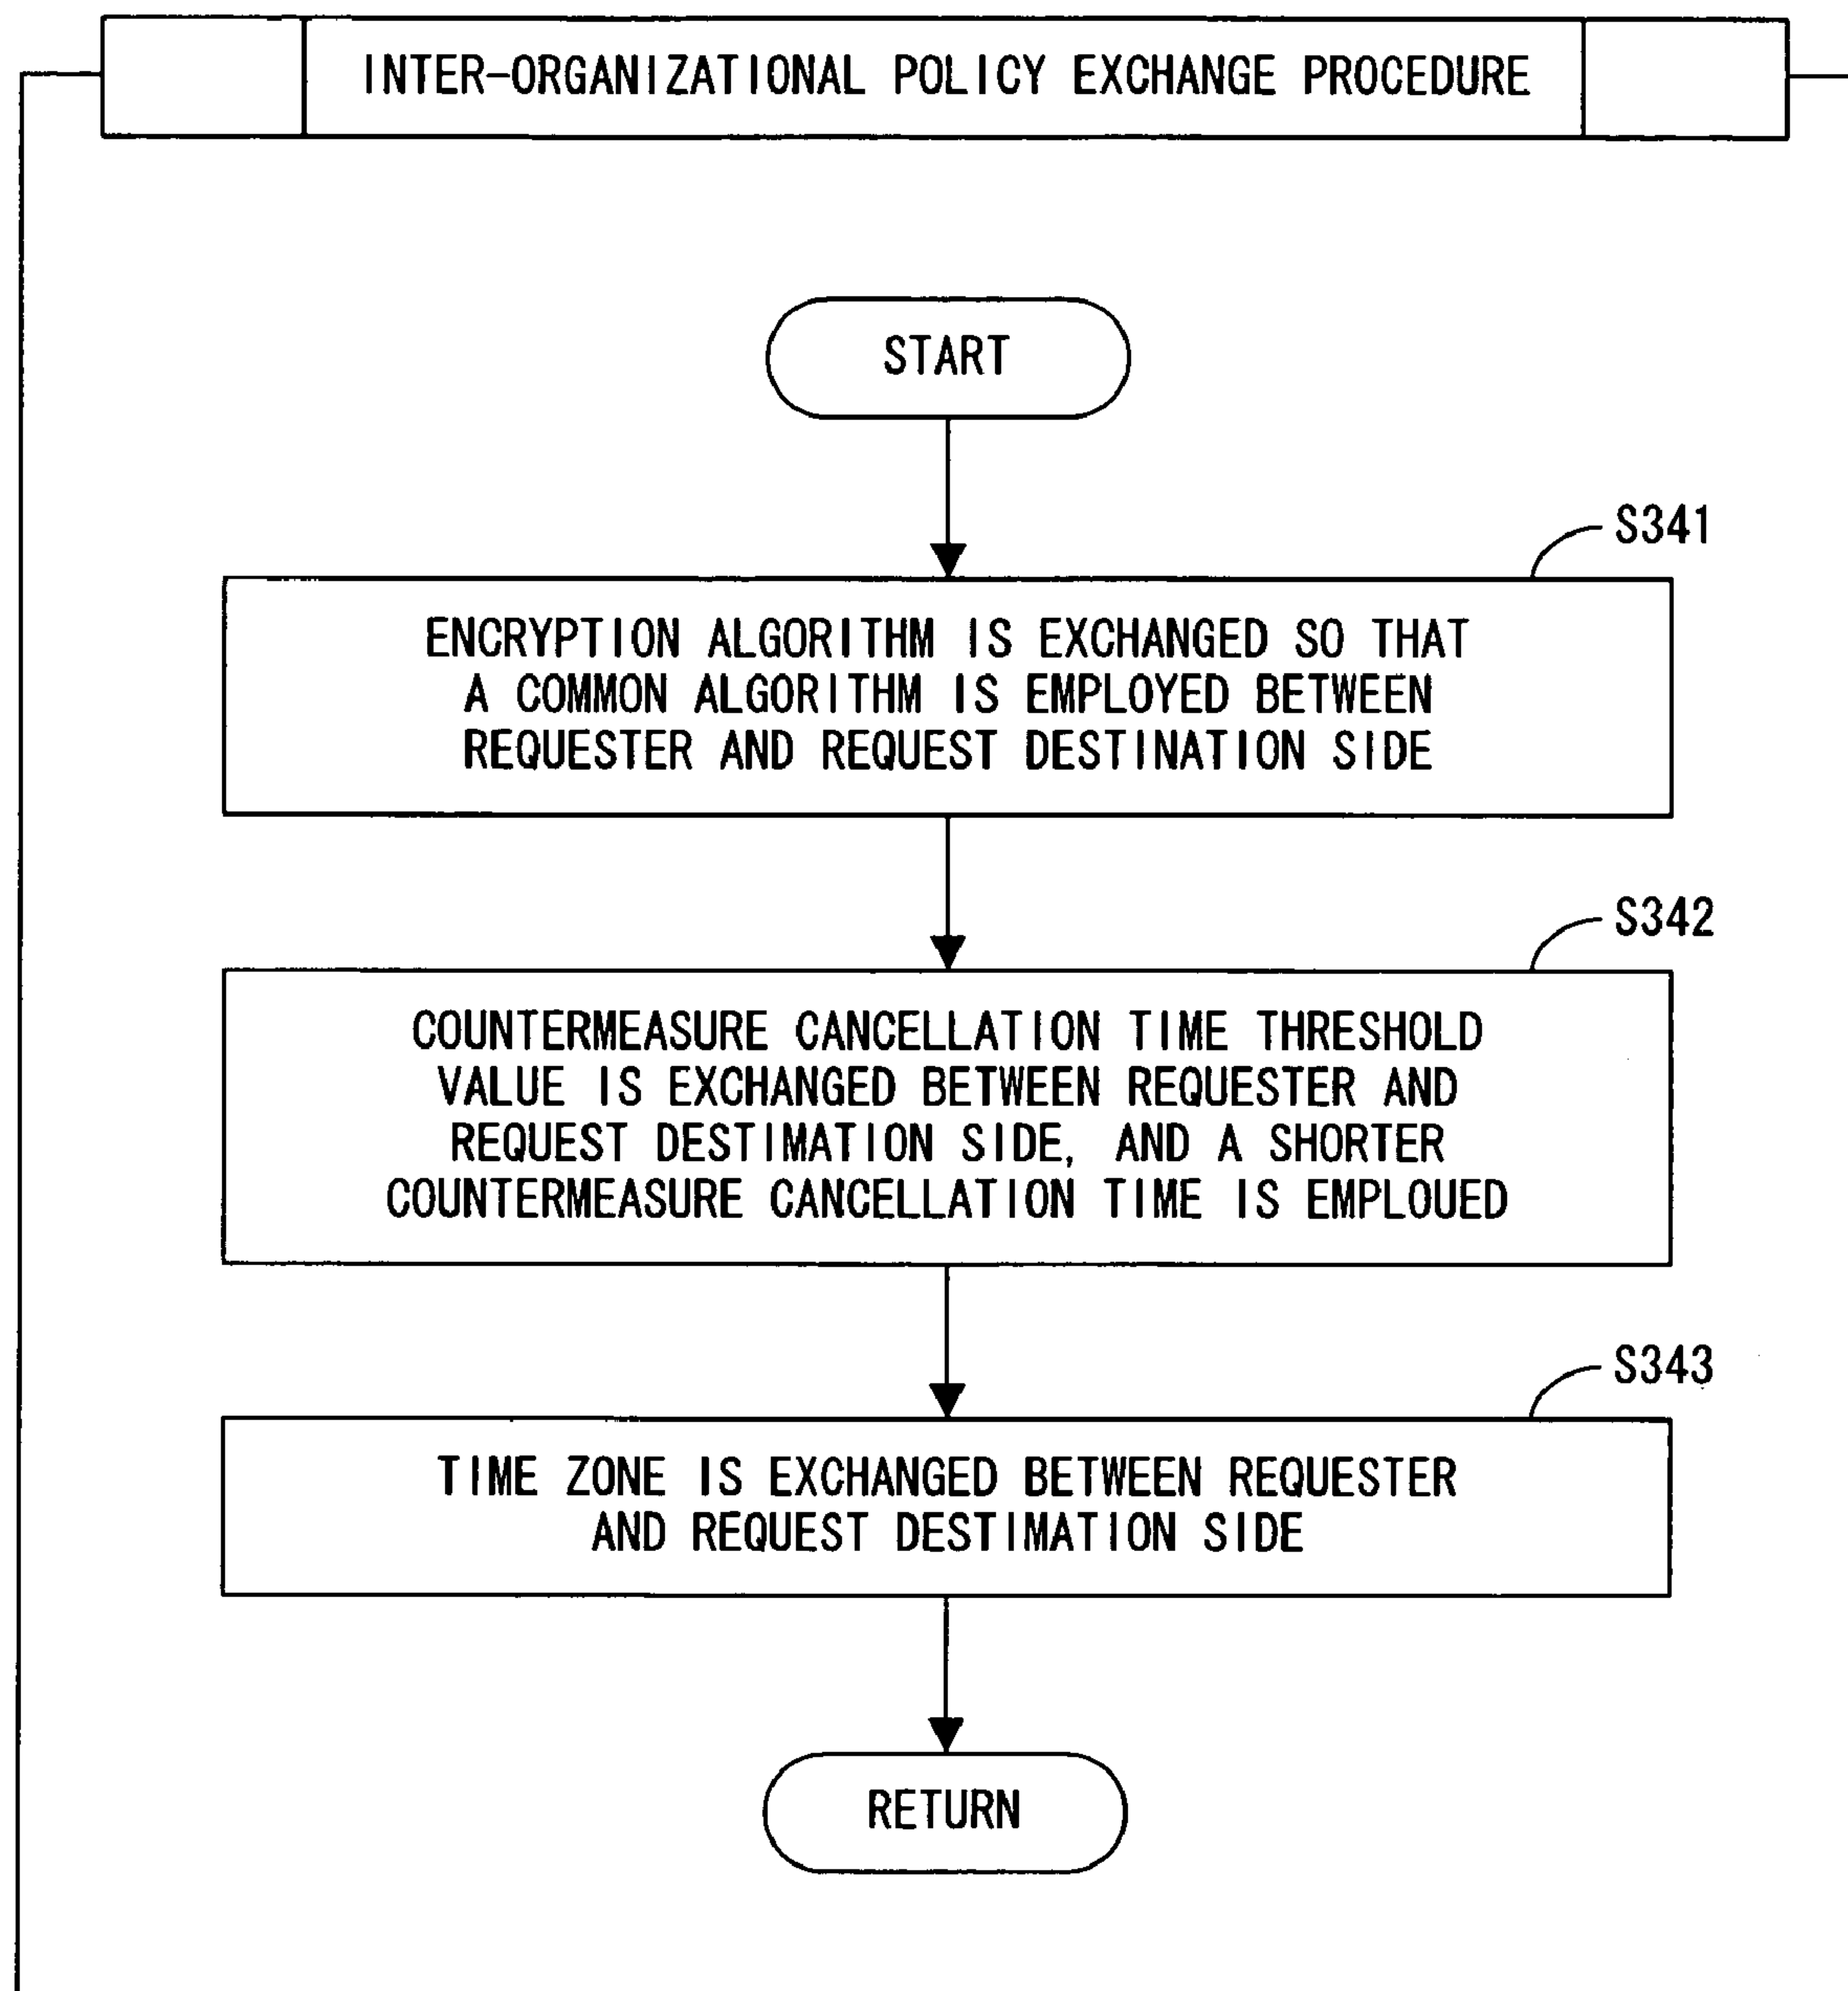 INTER-ORGANIZATIONAL POLICY EXCHANGE PROCEDURE
START
S341
ENCRYPTION ALGORITHM IS EXCHANGED SO THAT
A COMMON ALGORITHM IS EMPLOYED BETWEEN
REQUESTER AND REQUEST DESTINATION SIDE
S342
COUNTERMEASURE CANCELLATION TIME THRESHOLD
VALUE IS EXCHANGED BETWEEN REQUESTER AND
REQUEST DESTIMATION SIDE, AND A SHORTER
COUNTERMEASURE CANCELLATION TIME IS EMPLOUED
S343
TIME ZONE IS EXCHANGED BETWEEN REQUESTER
AND REQUEST DESTIMATION SIDE
RETURN